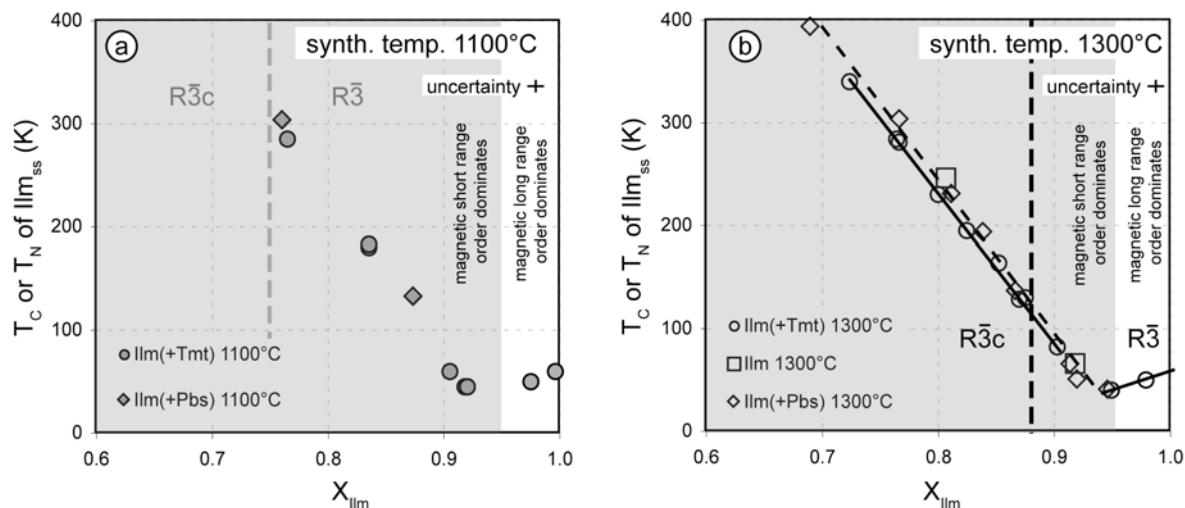 a
synth. temp. 1100°C
uncertainty +
R3̄c
R3̄
magnetic short range
order dominates
magnetic long range
order dominates
Ilm(+Tmt) 1100°C
Ilm(+Pbs) 1100°C
400
300
200
100
0
T_C or T_N of Ilm_ss (K)
0.6
0.7
0.8
0.9
1.0
X_Ilm
b
synth. temp. 1300°C
uncertainty +
magnetic short range
order dominates
magnetic long range
order dominates
R3̄c
R3̄
Ilm(+Tmt) 1300°C
Ilm 1300°C
Ilm(+Pbs) 1300°C
400
300
200
100
0
T_C or T_N of Ilm_ss (K)
0.6
0.7
0.8
0.9
1.0
X_Ilm